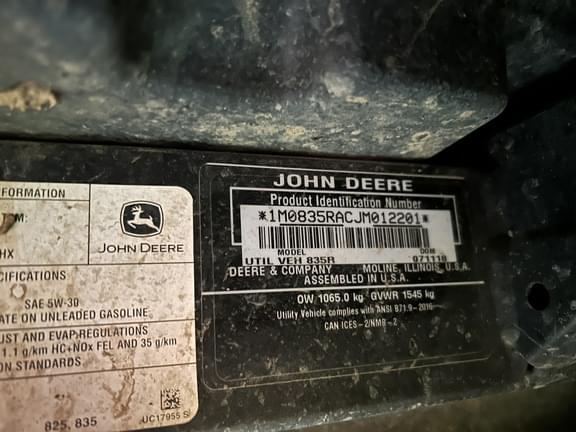 FORMATION
HX
JOHN DEERE
CIFICATIONS
SAE 5W-30
ATE ON UNLEADED GASOLINE.
UST AND EVAP REGULATIONS
1.1 g/km HC+NOx FEL AND 35 g/km
ON STANDARDS
825, 835
UC17955 S
JOHN DEERE
Product Identification Number
*1M0835RACJM012201*
MODEL DOM
UTIL VEH 835R 071118
DEERE & COMPANY MOLINE, ILLINOIS, U.S.A.
ASSEMBLED IN U.S.A.
OW 1065.0 kg GVWR 1545 kg
Utility Vehicle complies with ANSI B71.9-2016
CAN ICES-2/NMB-2